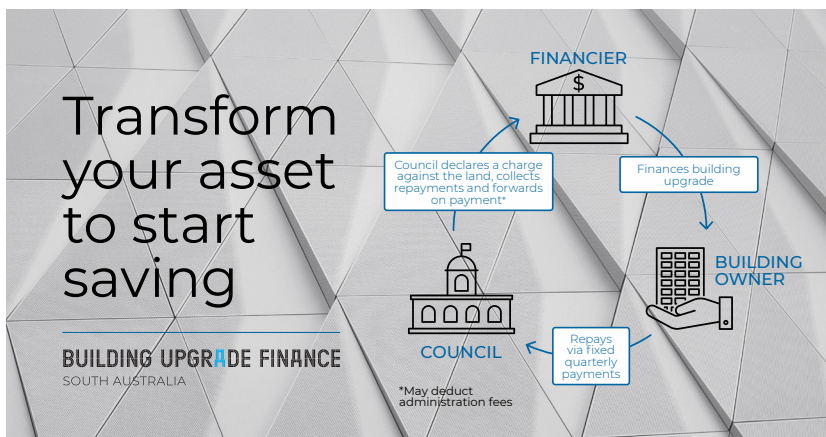 Transform
your asset
to start
saving
BUILDING UPGRADE FINANCE
SOUTH AUSTRALIA
FINANCIER
$
Finances building
upgrade
BUILDING
OWNER
Repays
via fixed
quarterly
payments
COUNCIL
Council declares a charge
against the land, collects
repayments and forwards
on payment*
*May deduct
administration fees